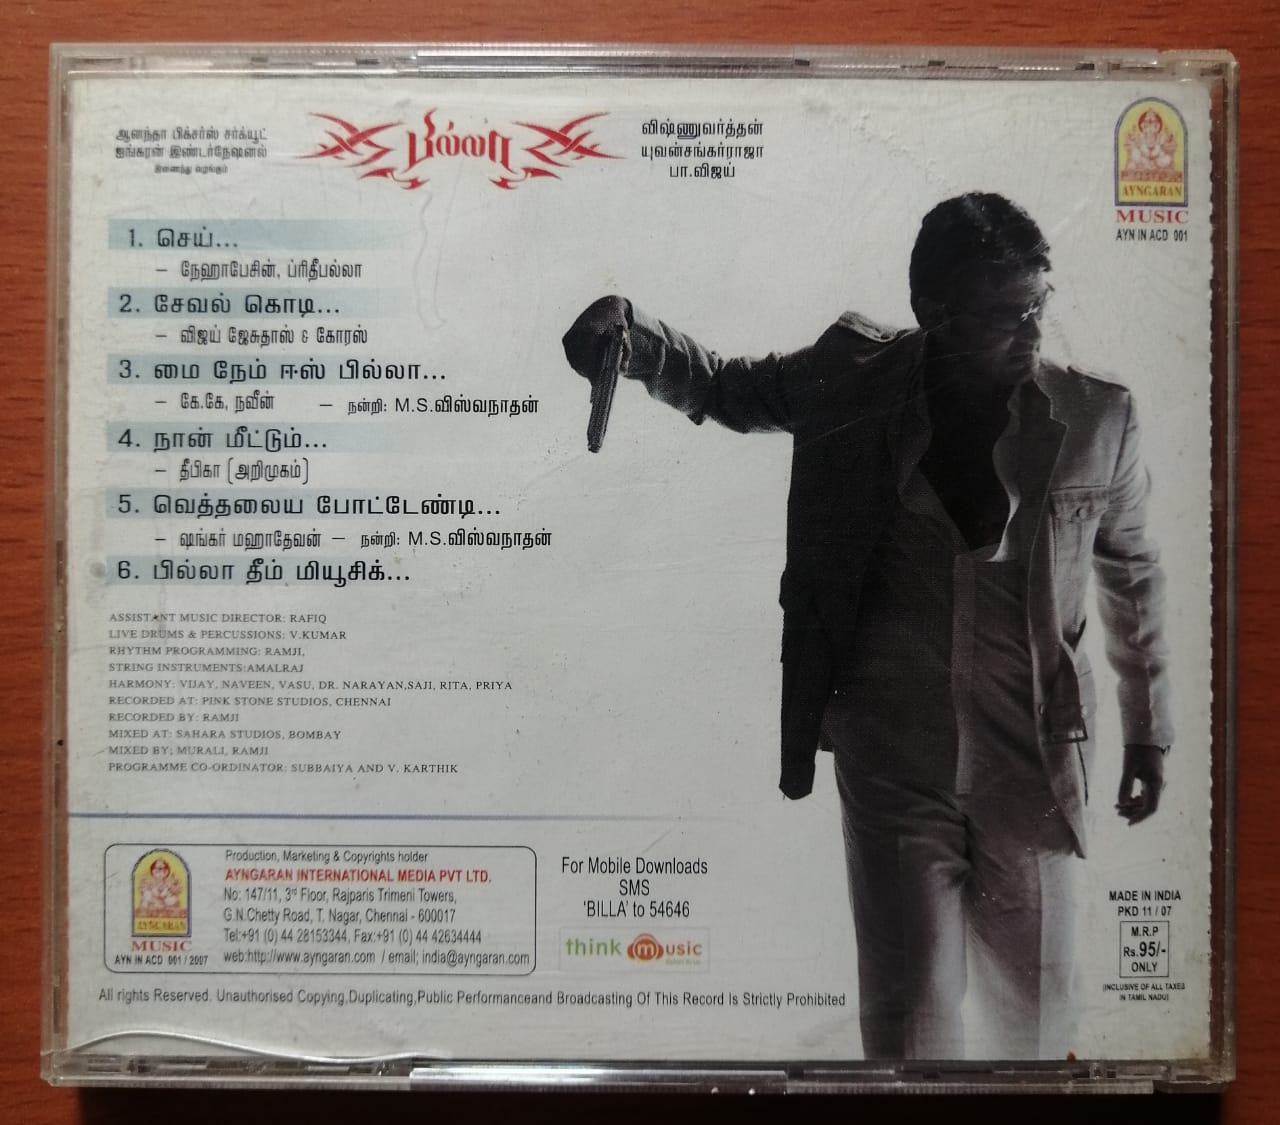 ஆனந்தா பிக்சர்ஸ் சர்க்யூட்
ஐங்கரன் இண்டர்நேஷனல்
இணைந்து வழங்கும்
பில்லா
விஷ்ணுவர்த்தன்
யுவன்சங்கர்ராஜா
பா.விஜய்
AYNGARAN
MUSIC
AYN IN ACD 001
1. செய்...
– நேஹாபேசின், ப்ரிதீபல்லா
2. சேவல் கொடி...
– விஜய் ஜேசுதாஸ் & கோரஸ்
3. மை நேம் ஈஸ் பில்லா...
– கே.கே, நவீன் – நன்றி: M.S.விஸ்வநாதன்
4. நான் மீட்டும்...
– தீபிகா (அறிமுகம்)
5. வெத்தலைய போட்டேண்டி...
– ஷங்கர் மஹாதேவன் – நன்றி: M.S.விஸ்வநாதன்
6. பில்லா தீம் மியூசிக்...
ASSISTANT MUSIC DIRECTOR: RAFIQ
LIVE DRUMS & PERCUSSIONS: V.KUMAR
RHYTHM PROGRAMMING: RAMJI,
STRING INSTRUMENTS:AMALRAJ
HARMONY: VIJAY, NAVEEN, VASU, DR. NARAYAN,SAJI, RITA, PRIYA
RECORDED AT: PINK STONE STUDIOS, CHENNAI
RECORDED BY: RAMJI
MIXED AT: SAHARA STUDIOS, BOMBAY
MIXED BY; MURALI, RAMJI
PROGRAMME CO-ORDINATOR: SUBBAIYA AND V. KARTHIK
AYNGARAN
MUSIC
AYN IN ACD 001 / 2007
Production, Marketing & Copyrights holder
AYNGARAN INTERNATIONAL MEDIA PVT LTD.
No: 147/11, 3rd Floor, Rajparis Trimeni Towers,
G.N.Chetty Road, T. Nagar, Chennai - 600017
Tel:+91 (0) 44 28153344, Fax:+91 (0) 44 42634444
web:http://www.ayngaran.com / email; india@ayngaran.com
For Mobile Downloads
SMS
'BILLA' to 54646
think music
MADE IN INDIA
PKD 11 / 07
M.R.P
Rs.95/-
ONLY
(INCLUSIVE OF ALL TAXES
IN TAMIL NADU)
All rights Reserved. Unauthorised Copying,Duplicating,Public Performanceand Broadcasting Of This Record Is Strictly Prohibited